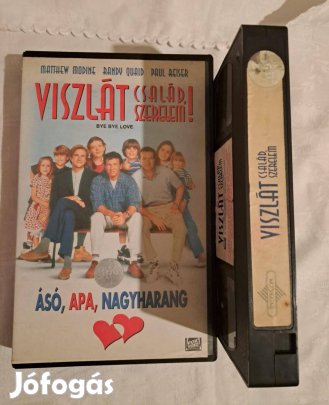 MATTHEW MODINE RANDY QUAID PAUL REISER
VISZLÁT CSALÁD,
SZERELEM!
BYE BYE LOVE
ÁSÓ, APA, NAGYHARANG
FOX
VISZLÁT CSALÁD,
SZERELEM
Jófogás